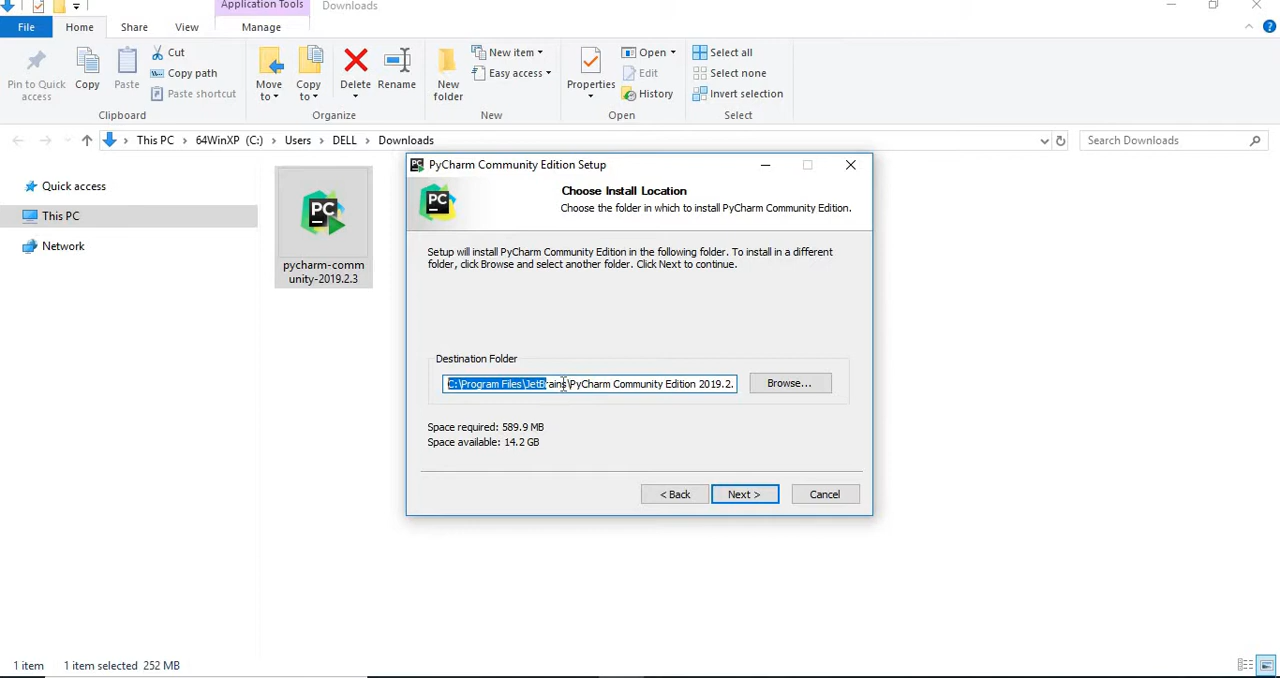 Application Tools
Downloads
File
Home
Share
View
Manage
Pin to Quick
access
Copy
Paste
Cut
Copy path
Paste shortcut
Clipboard
Move
to
Copy
to
Delete
Rename
Organize
New
folder
New item
Easy access
New
Properties
Open
Edit
History
Open
Select all
Select none
Invert selection
Select
This PC
64WinXP (C:)
Users
DELL
Downloads
Search Downloads
Quick access
This PC
Network
PC
pycharm-comm
unity-2019.2.3
PC
PyCharm Community Edition Setup
PC
Choose Install Location
Choose the folder in which to install PyCharm Community Edition.
Setup will install PyCharm Community Edition in the following folder. To install in a different
folder, click Browse and select another folder. Click Next to continue.
Destination Folder
C:\Program Files\JetBrains\PyCharm Community Edition 2019.2.
Browse...
Space required: 589.9 MB
Space available: 14.2 GB
< Back
Next >
Cancel
1 item
1 item selected 252 MB